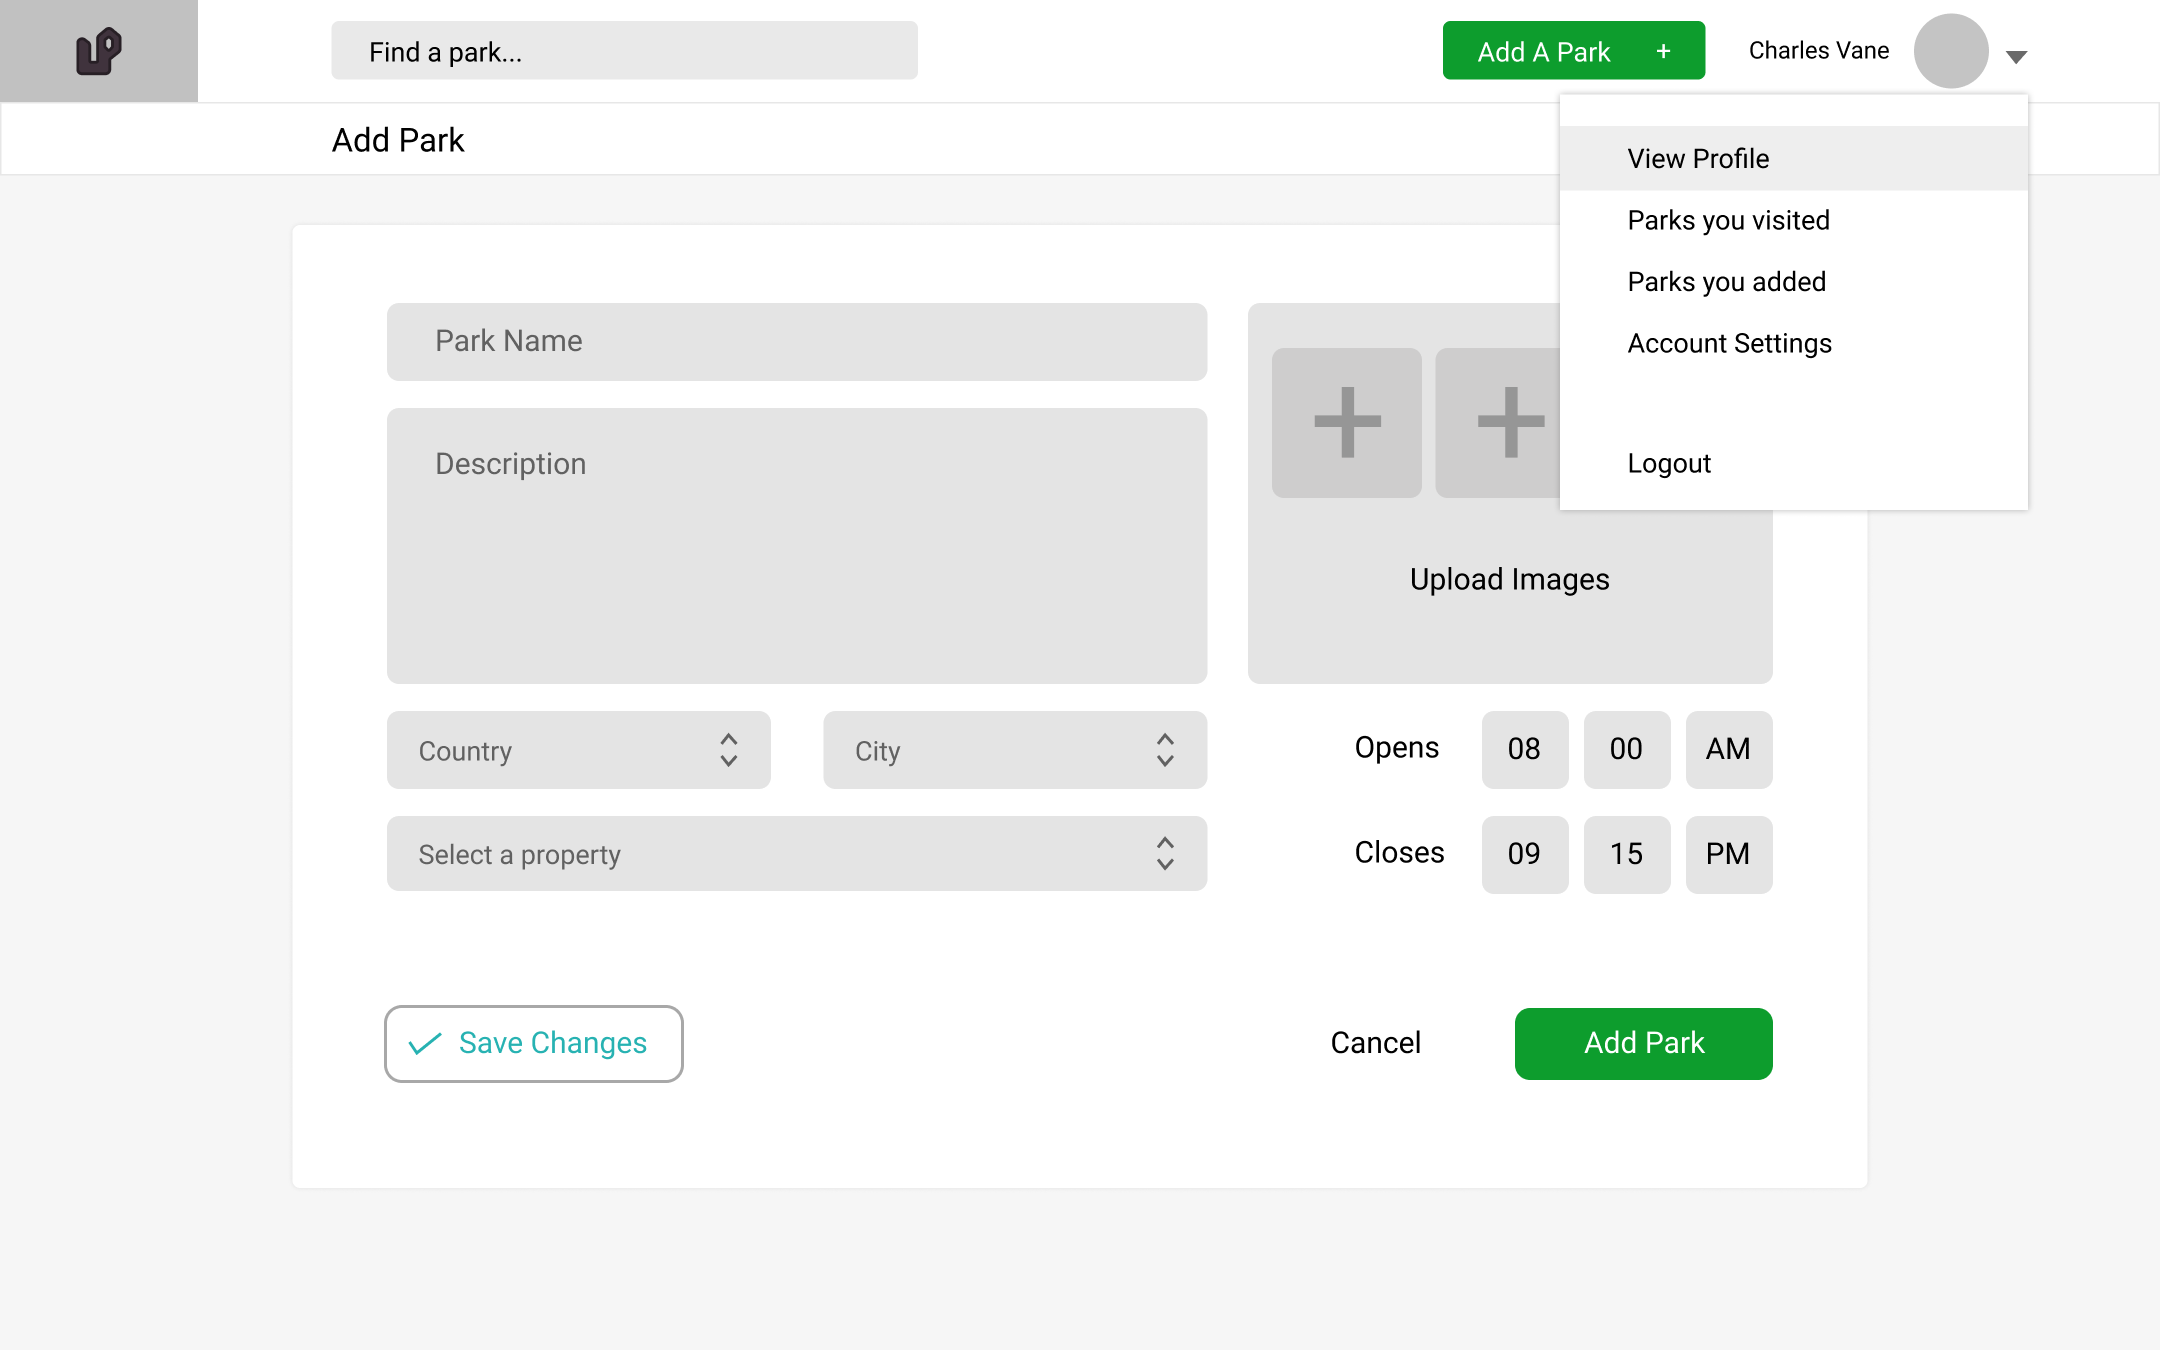 Find a park...
Add A Park +
Charles Vane
Add Park
View Profile
Parks you visited
Parks you added
Account Settings
Logout
Park Name
Description
Upload Images
Country
City
Opens 08 00 AM
Select a property
Closes 09 15 PM
Save Changes
Cancel
Add Park